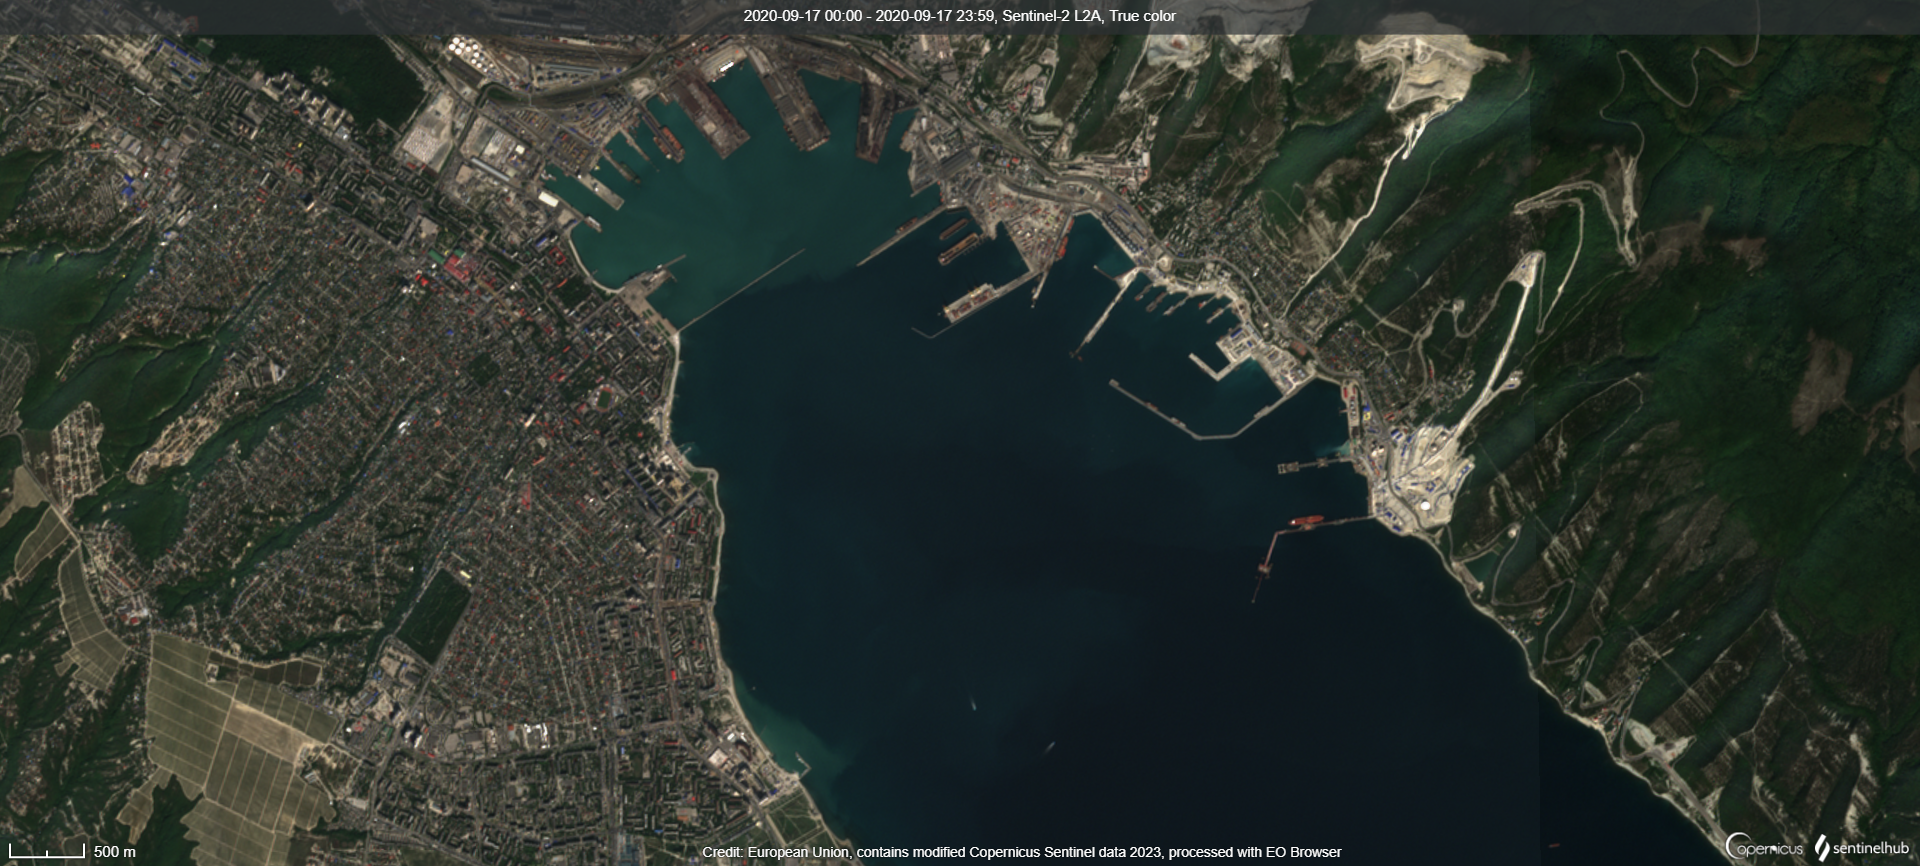 2020-09-17 00:00 - 2020-09-17 23:59, Sentinel-2 L2A, True color
500 m
Credit: European Union, contains modified Copernicus Sentinel data 2023, processed with EO Browser
Copernicus
sentinelhub